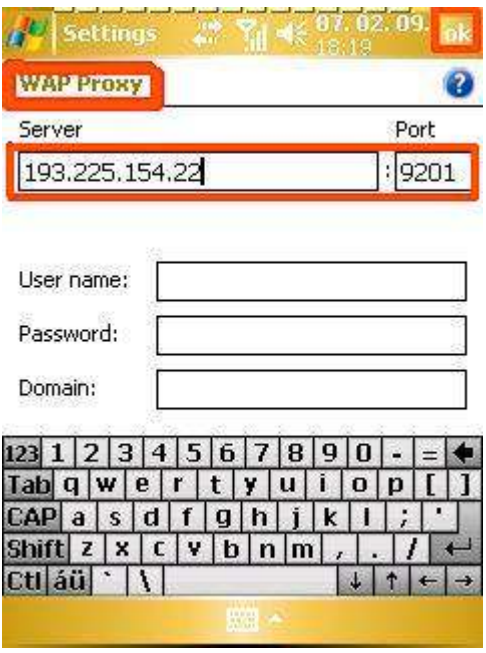 Settings 07. 02. 09. ok
18:19
WAP Proxy ?
Server Port
193.225.154.22 : 9201
User name:
Password:
Domain:
123 1 2 3 4 5 6 7 8 9 0 - =
Tab q w e r t y u i o p [ ]
CAP a s d f g h j k l ; '
Shift z x c v b n m , . /
Ctl áü ` \